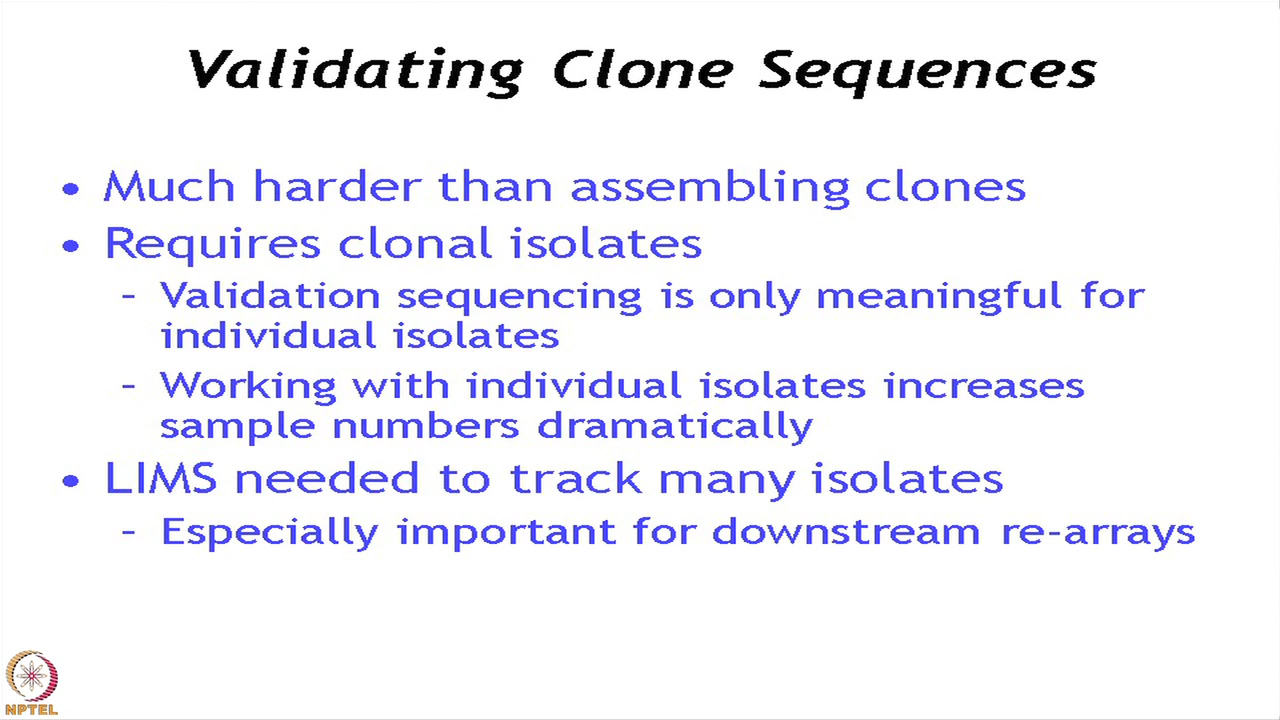 Validating Clone Sequences
• Much harder than assembling clones
• Requires clonal isolates
- Validation sequencing is only meaningful for
individual isolates
- Working with individual isolates increases
sample numbers dramatically
• LIMS needed to track many isolates
- Especially important for downstream re-arrays
NPTEL